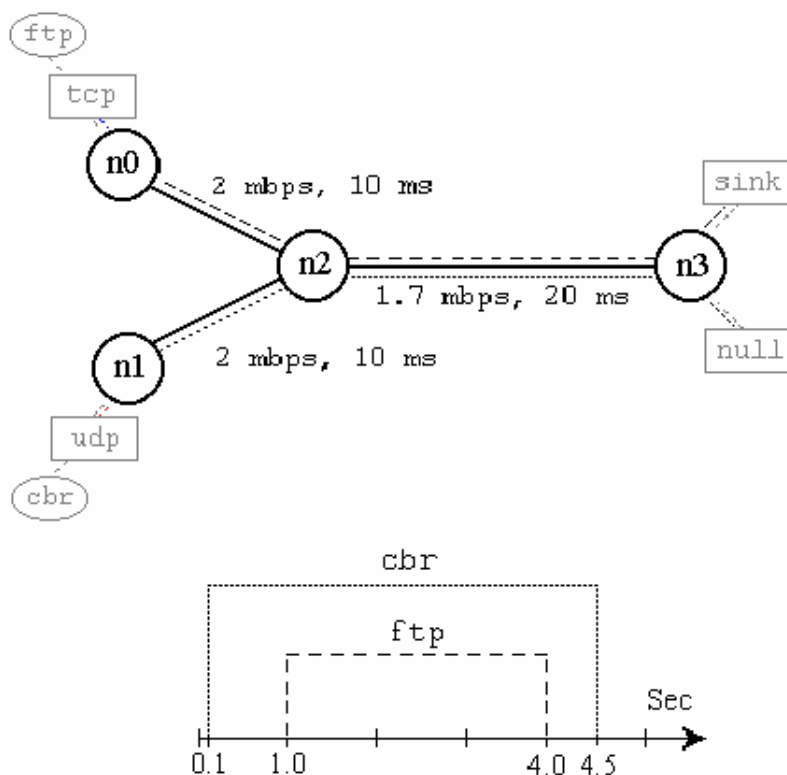 ftp
tcp
n0
2 mbps, 10 ms
sink
n2
n3
1.7 mbps, 20 ms
null
n1
2 mbps, 10 ms
udp
cbr
cbr
ftp
Sec
0.1 1.0 4.0 4.5